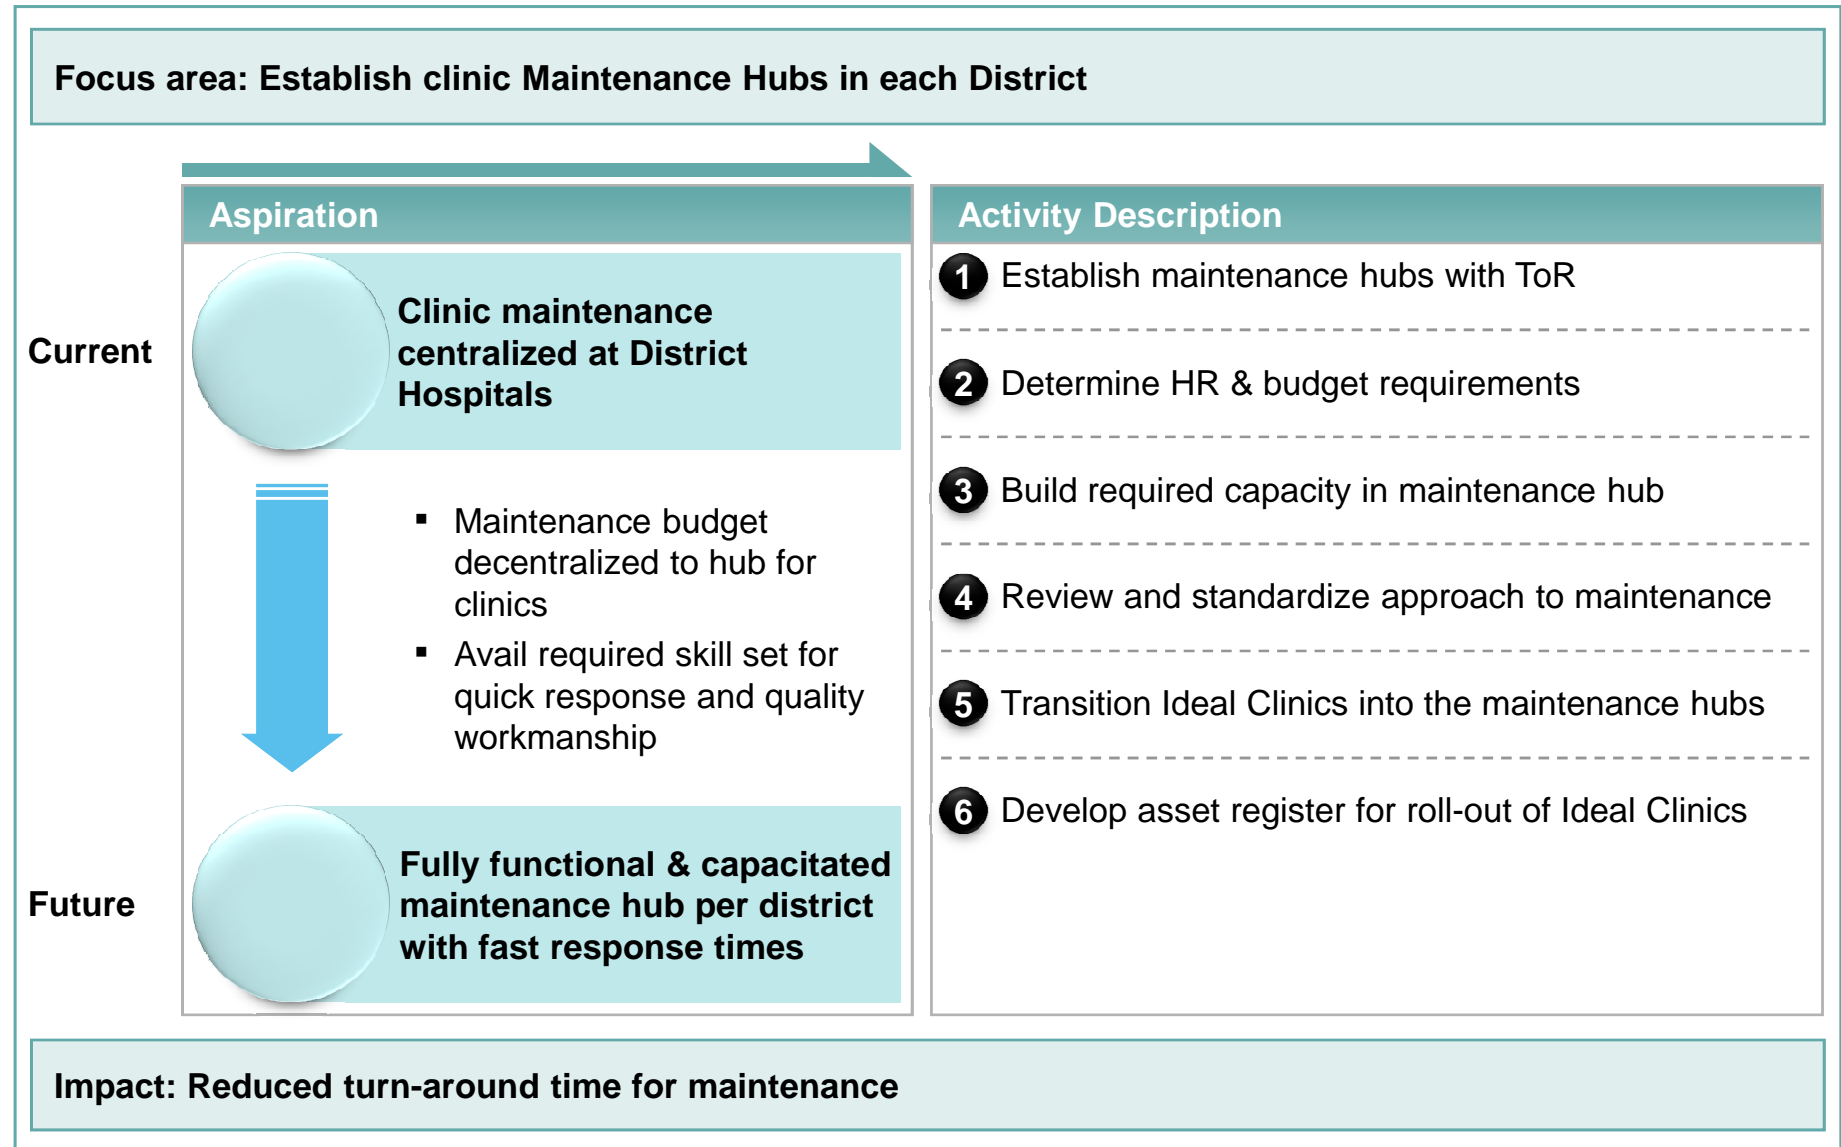 Focus area: Establish clinic Maintenance Hubs in each District
Aspiration
Current
Clinic maintenance
centralized at District
Hospitals
▪ Maintenance budget
decentralized to hub for
clinics
▪ Avail required skill set for
quick response and quality
workmanship
Future
Fully functional & capacitated
maintenance hub per district
with fast response times
Activity Description
1 Establish maintenance hubs with ToR
2 Determine HR & budget requirements
3 Build required capacity in maintenance hub
4 Review and standardize approach to maintenance
5 Transition Ideal Clinics into the maintenance hubs
6 Develop asset register for roll-out of Ideal Clinics
Impact: Reduced turn-around time for maintenance